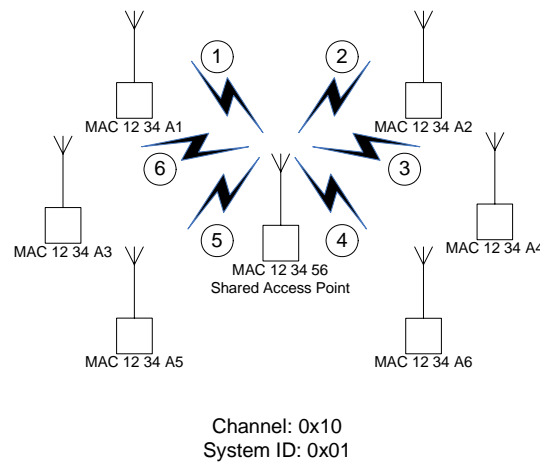 1
2
MAC 12 34 A1
MAC 12 34 A2
6
3
MAC 12 34 A3
MAC 12 34 A4
5
4
MAC 12 34 56
Shared Access Point
MAC 12 34 A5
MAC 12 34 A6
Channel: 0x10
System ID: 0x01